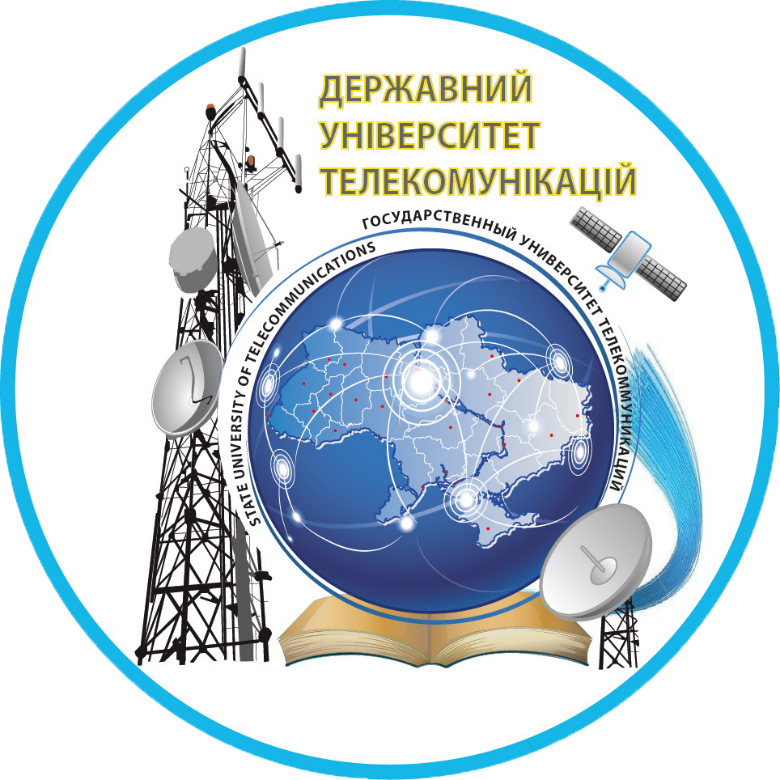 ДЕРЖАВНИЙ
УНІВЕРСИТЕТ
ТЕЛЕКОМУНІКАЦІЙ
ГОСУДАРСТВЕННЫЙ УНИВЕРСИТЕТ ТЕЛЕКОММУНИКАЦИЙ
STATE UNIVERSITY OF TELECOMMUNICATIONS